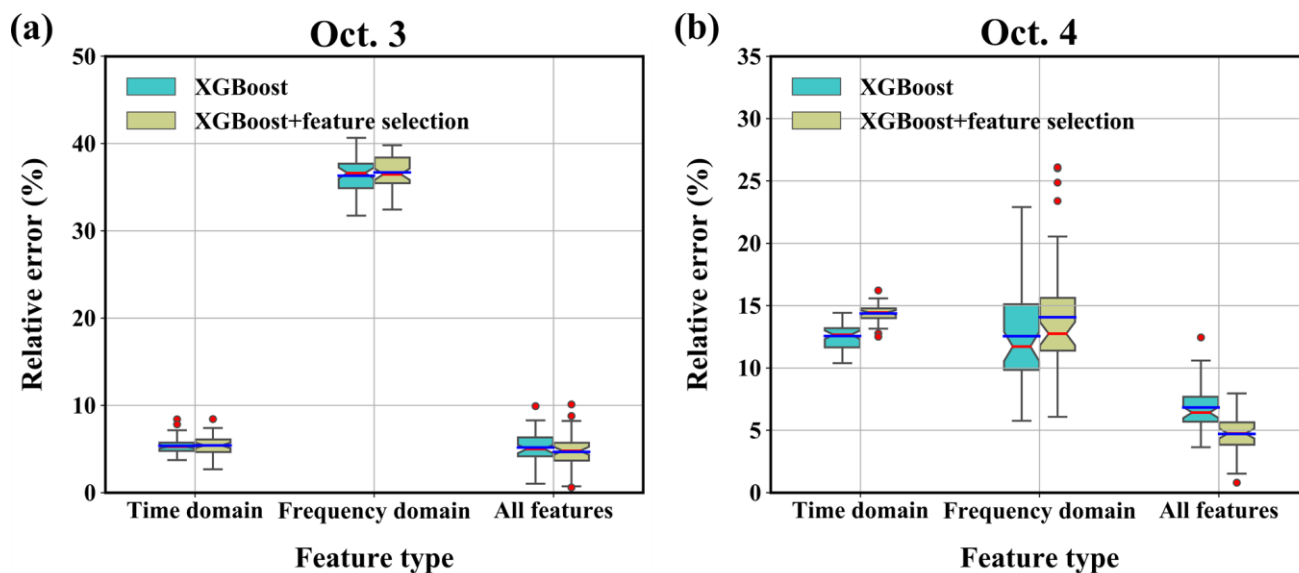 (a)
Oct. 3
50
40
30
20
10
0
Relative error (%)
XGBoost
XGBoost+feature selection
Time domain
Frequency domain
All features
Feature type
(b)
Oct. 4
35
30
25
20
15
10
5
0
Relative error (%)
XGBoost
XGBoost+feature selection
Time domain
Frequency domain
All features
Feature type